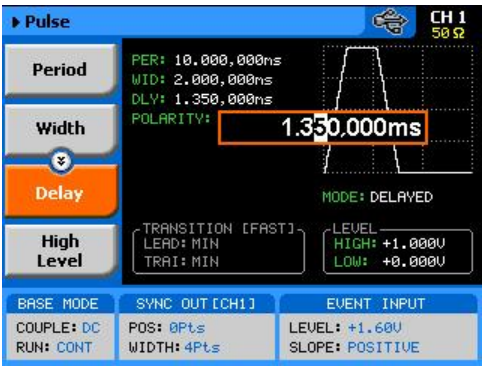 Pulse
CH 1
50 Ω
Period
Width
Delay
High
Level
PER: 10.000,000ms
WID: 2.000,000ms
DLY: 1.350,000ms
POLARITY:
1.350,000ms
MODE: DELAYED
TRANSITION [FAST]
LEAD: MIN
TRAI: MIN
LEVEL
HIGH: +1.000V
LOW: +0.000V
BASE MODE
COUPLE: DC
RUN: CONT
SYNC OUT [CH1]
POS: 0Pts
WIDTH: 4Pts
EVENT INPUT
LEVEL: +1.60V
SLOPE: POSITIVE